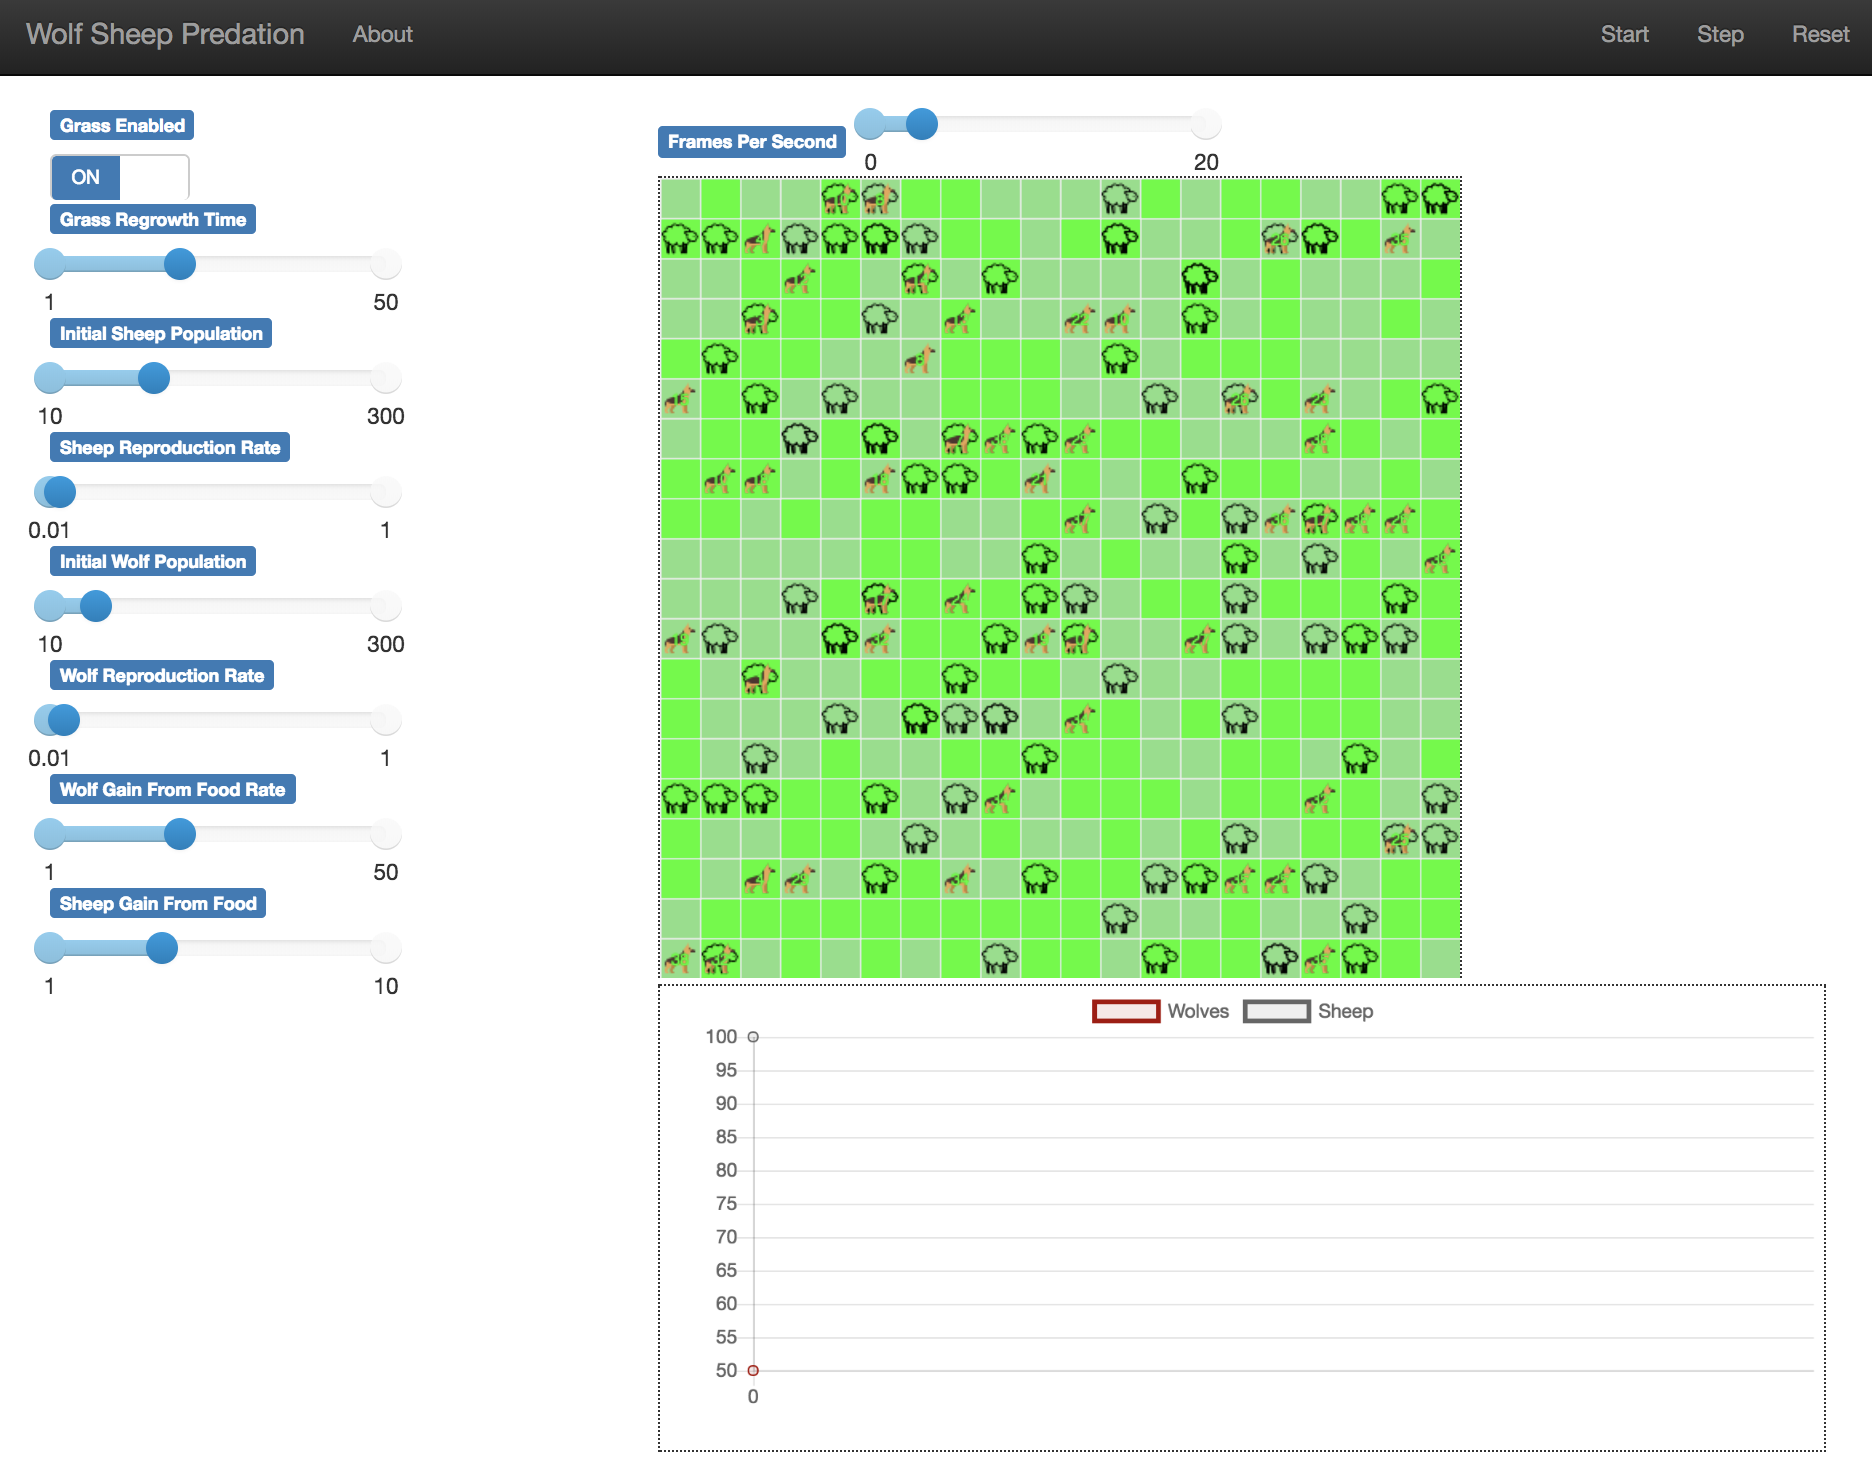 Wolf Sheep Predation About Start Step Reset
Grass Enabled
ON
Grass Regrowth Time
1 50
Initial Sheep Population
10 300
Sheep Reproduction Rate
0.01 1
Initial Wolf Population
10 300
Wolf Reproduction Rate
0.01 1
Wolf Gain From Food Rate
1 50
Sheep Gain From Food
1 10
Frames Per Second
0 20
Wolves Sheep
100
95
90
85
80
75
70
65
60
55
50
0